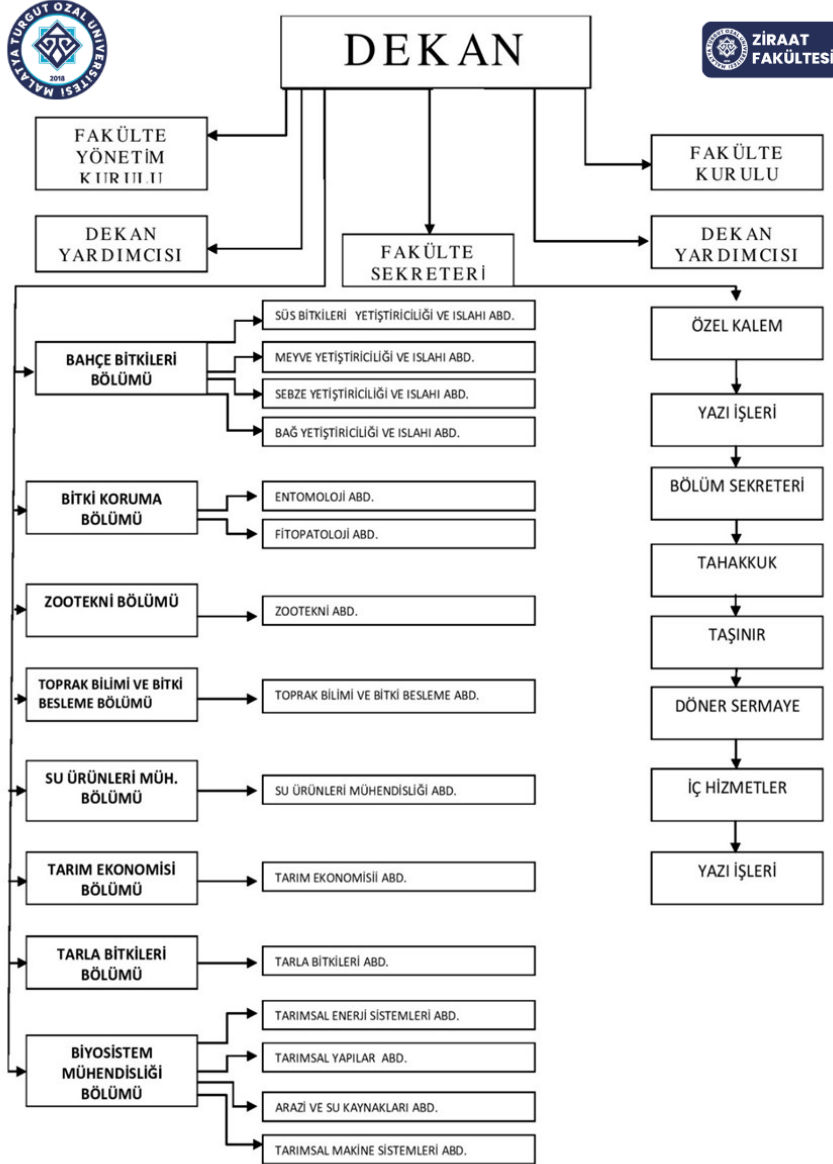 MALATYA TURGUT ÖZAL ÜNİVERSİTESİ
2018
DEKAN
ZİRAAT
FAKÜLTESİ
FAKÜLTE
YÖNETİM
KURULU
FAKÜLTE
KURULU
DEKAN
YARDIMCISI
FAKÜLTE
SEKRETERİ
DEKAN
YARDIMCISI
BAHÇE BİTKİLERİ
BÖLÜMÜ
SÜS BİTKİLERİ YETİŞTİRİCİLİĞİ VE ISLAHI ABD.
MEYVE YETİŞTİRİCİLİĞİ VE ISLAHI ABD.
SEBZE YETİŞTİRİCİLİĞİ VE ISLAHI ABD.
BAĞ YETİŞTİRİCİLİĞİ VE ISLAHI ABD.
BİTKİ KORUMA
BÖLÜMÜ
ENTOMOLOJİ ABD.
FİTOPATOLOJİ ABD.
ZOOTEKNİ BÖLÜMÜ
ZOOTEKNİ ABD.
TOPRAK BİLİMİ VE BİTKİ
BESLEME BÖLÜMÜ
TOPRAK BİLİMİ VE BİTKİ BESLEME ABD.
SU ÜRÜNLERİ MÜH.
BÖLÜMÜ
SU ÜRÜNLERİ MÜHENDİSLİĞİ ABD.
TARIM EKONOMİSİ
BÖLÜMÜ
TARIM EKONOMİSİİ ABD.
TARLA BİTKİLERİ
BÖLÜMÜ
TARLA BİTKİLERİ ABD.
BİYOSİSTEM
MÜHENDİSLİĞİ
BÖLÜMÜ
TARIMSAL ENERJİ SİSTEMLERİ ABD.
TARIMSAL YAPILAR ABD.
ARAZİ VE SU KAYNAKLARI ABD.
TARIMSAL MAKİNE SİSTEMLERİ ABD.
ÖZEL KALEM
YAZI İŞLERİ
BÖLÜM SEKRETERİ
TAHAKKUK
TAŞINIR
DÖNER SERMAYE
İÇ HİZMETLER
YAZI İŞLERİ